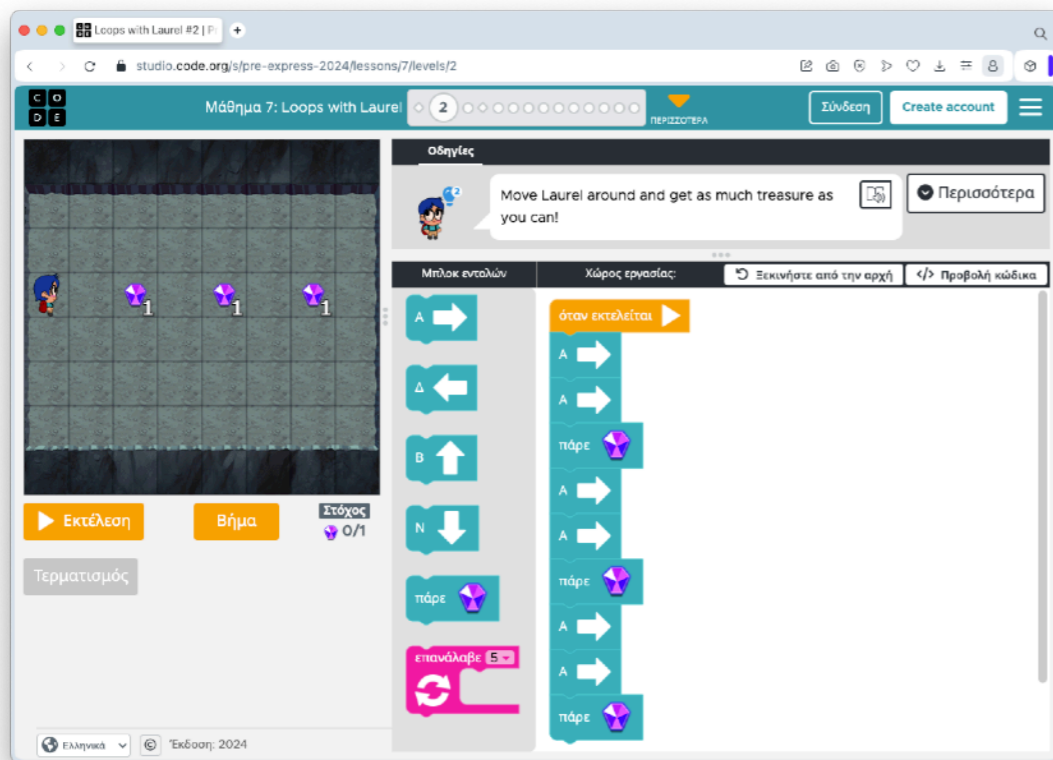 Loops with Laurel #2 | P
studio.code.org/s/pre-express-2024/lessons/7/levels/2
C O
D E
Μάθημα 7: Loops with Laurel
2
ΠΕΡΙΣΣΟΤΕΡΑ
Σύνδεση
Create account
Οδηγίες
2
Move Laurel around and get as much treasure as
you can!
Περισσότερα
1
1
1
Μπλοκ εντολών
Χώρος εργασίας:
Ξεκινήστε από την αρχή
</> Προβολή κώδικα
Α
Δ
Β
Ν
πάρε
επανάλαβε 5
όταν εκτελείται
Α
Α
πάρε
Α
Α
πάρε
Α
Α
πάρε
Εκτέλεση
Βήμα
Στόχος
0/1
Τερματισμός
Ελληνικά
©
Έκδοση: 2024